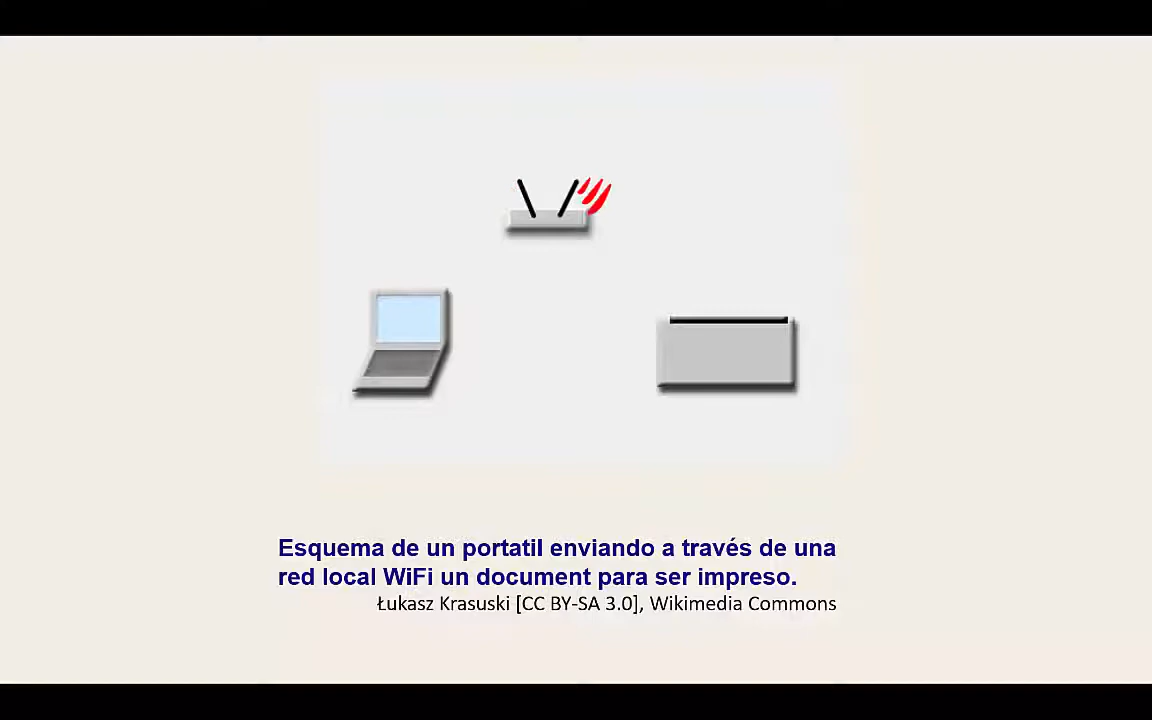 Esquema de un portatil enviando a través de una
red local WiFi un document para ser impreso.
Łukasz Krasuski [CC BY-SA 3.0], Wikimedia Commons